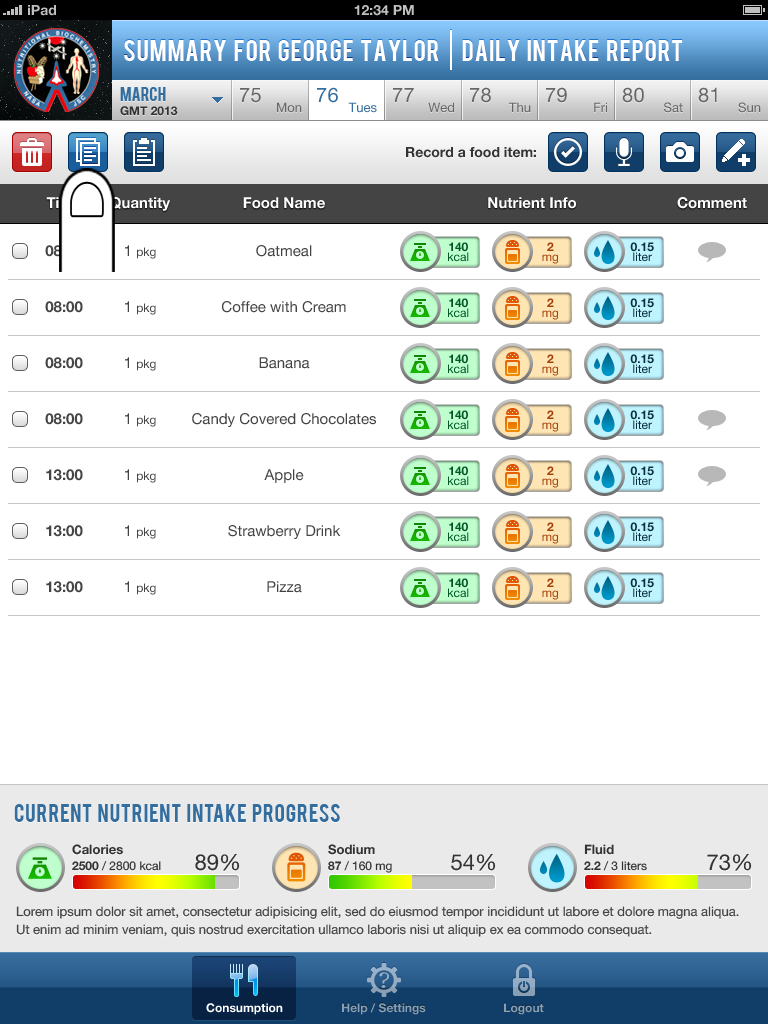 iPad 12:34 PM
NUTRITIONAL BIOCHEMISTRY
NASA JSC
SUMMARY FOR GEORGE TAYLOR | DAILY INTAKE REPORT
MARCH
GMT 2013
75 Mon 76 Tues 77 Wed 78 Thu 79 Fri 80 Sat 81 Sun
Record a food item:
Quantity Food Name Nutrient Info Comment
1 pkg Oatmeal 140 kcal 2 mg 0.15 liter
08:00 1 pkg Coffee with Cream 140 kcal 2 mg 0.15 liter
08:00 1 pkg Banana 140 kcal 2 mg 0.15 liter
08:00 1 pkg Candy Covered Chocolates 140 kcal 2 mg 0.15 liter
13:00 1 pkg Apple 140 kcal 2 mg 0.15 liter
13:00 1 pkg Strawberry Drink 140 kcal 2 mg 0.15 liter
13:00 1 pkg Pizza 140 kcal 2 mg 0.15 liter
CURRENT NUTRIENT INTAKE PROGRESS
Calories
2500 / 2800 kcal 89%
Sodium
87 / 160 mg 54%
Fluid
2.2 / 3 liters 73%
Lorem ipsum dolor sit amet, consectetur adipisicing elit, sed do eiusmod tempor incididunt ut labore et dolore magna aliqua.
Ut enim ad minim veniam, quis nostrud exercitation ullamco laboris nisi ut aliquip ex ea commodo consequat.
Consumption Help / Settings Logout